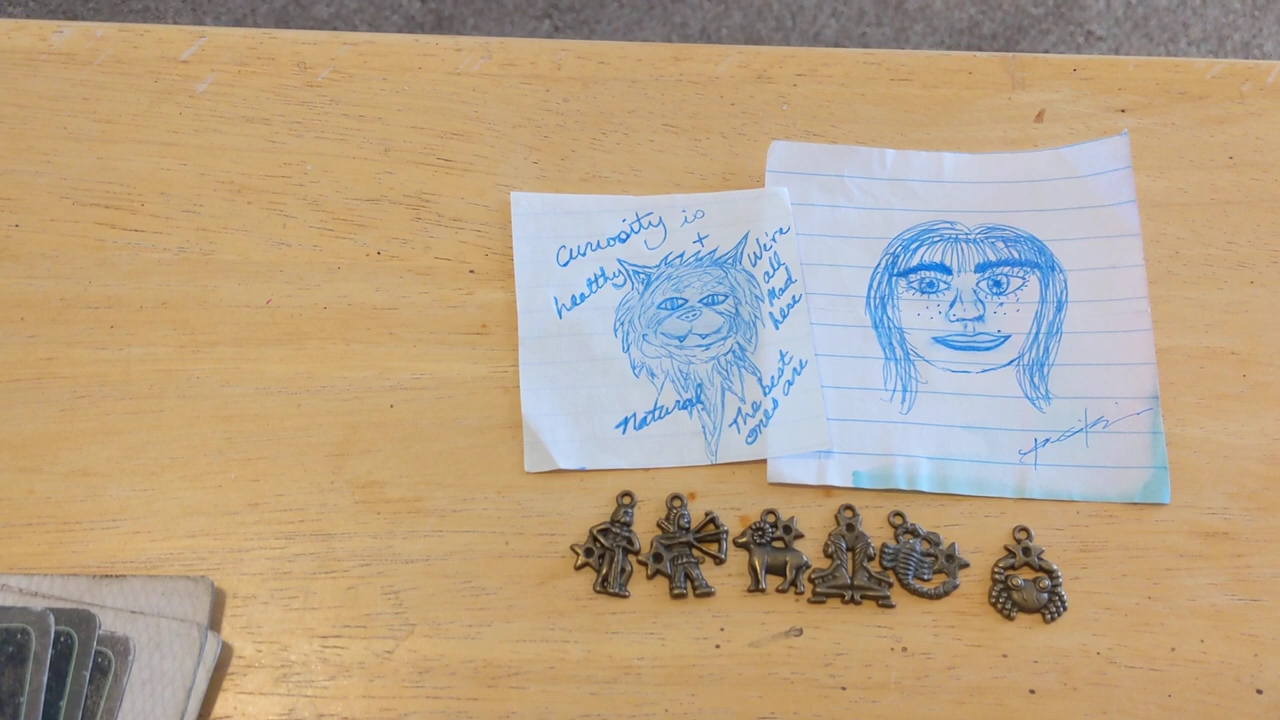 curiosity is
healthy +
Natural
We're
all
Mad
here
The best
ones are